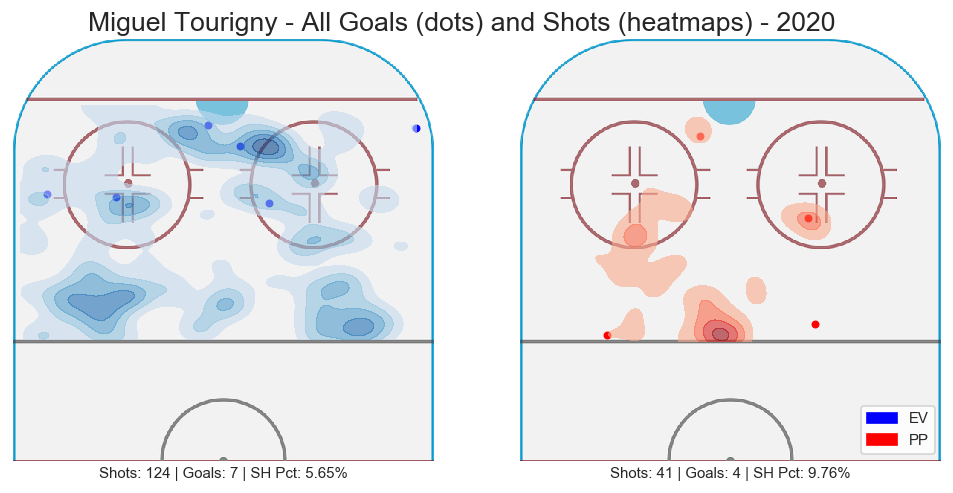 Miguel Tourigny - All Goals (dots) and Shots (heatmaps) - 2020
EV
PP
Shots: 124 | Goals: 7 | SH Pct: 5.65%
Shots: 41 | Goals: 4 | SH Pct: 9.76%